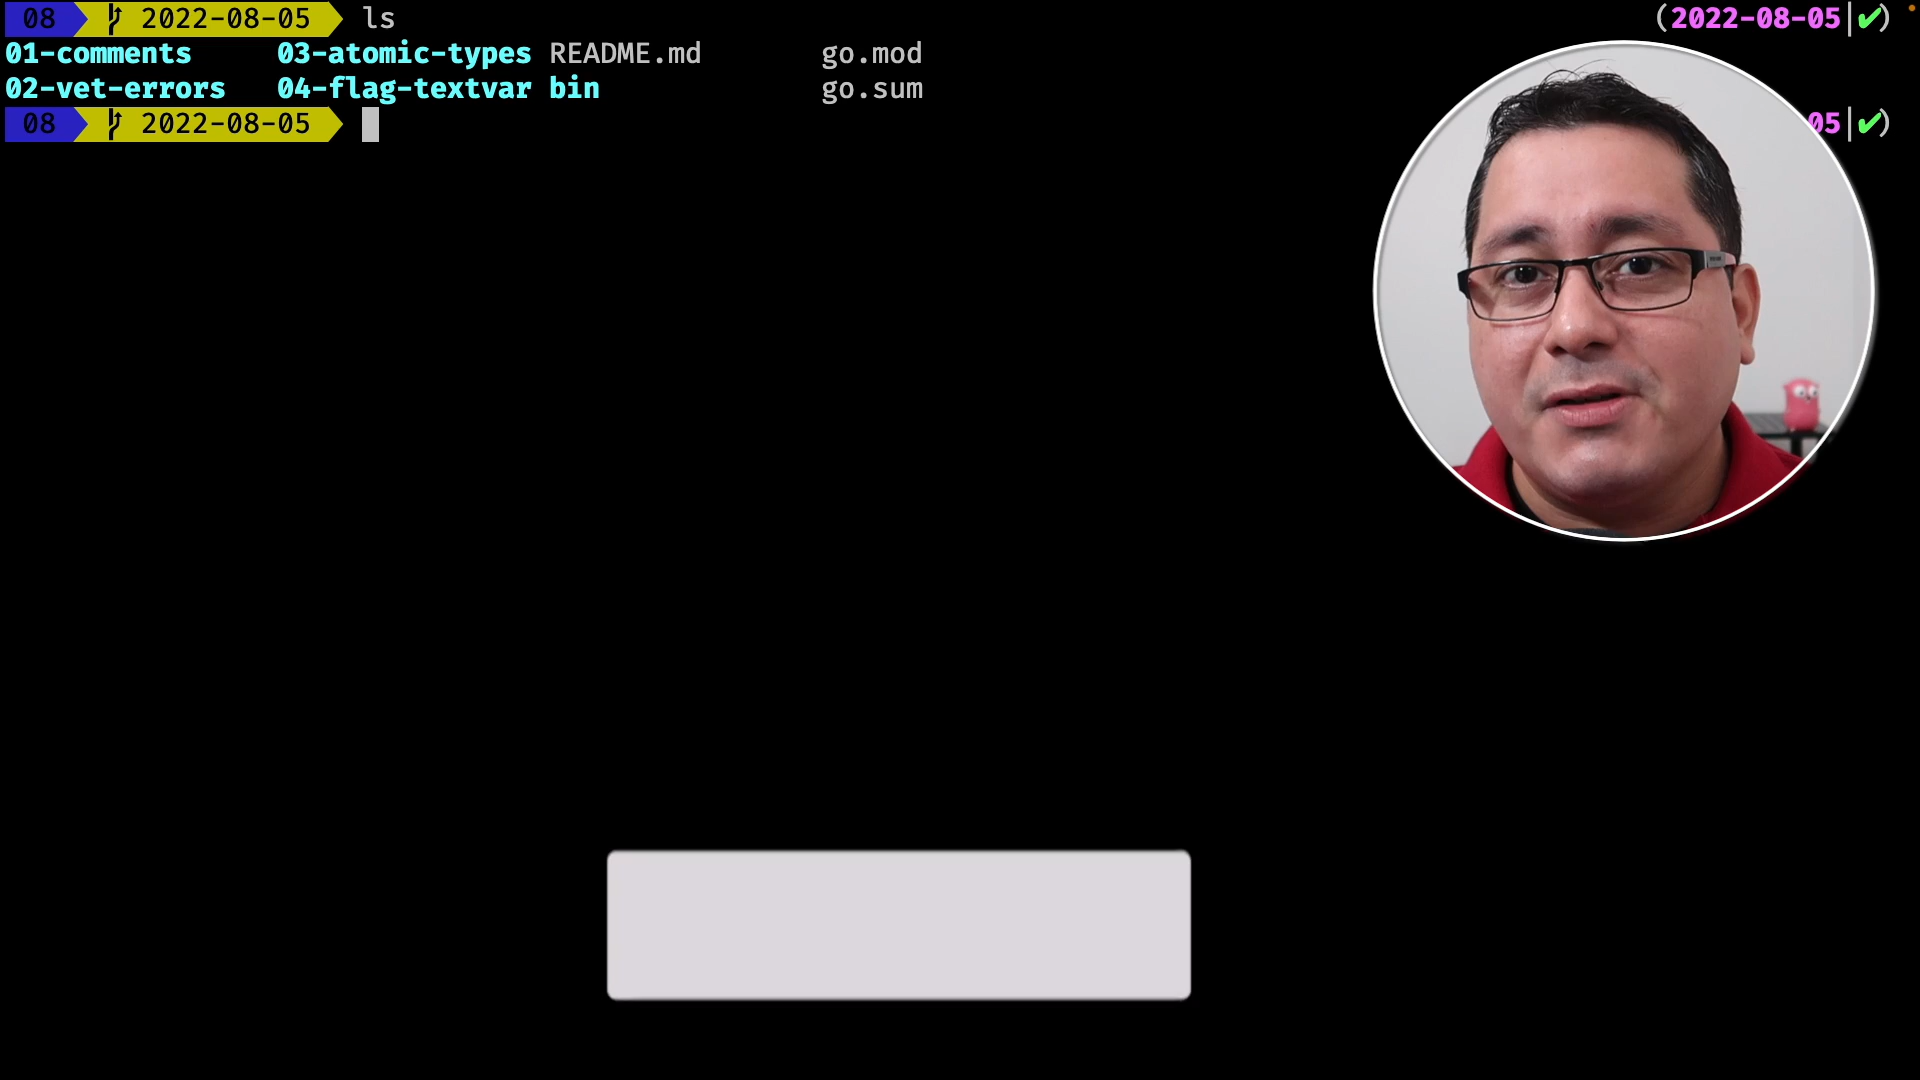 08 2022-08-05 ls (2022-08-05|✔)
01-comments 03-atomic-types README.md go.mod
02-vet-errors 04-flag-textvar bin go.sum
08 2022-08-05 05|✔)